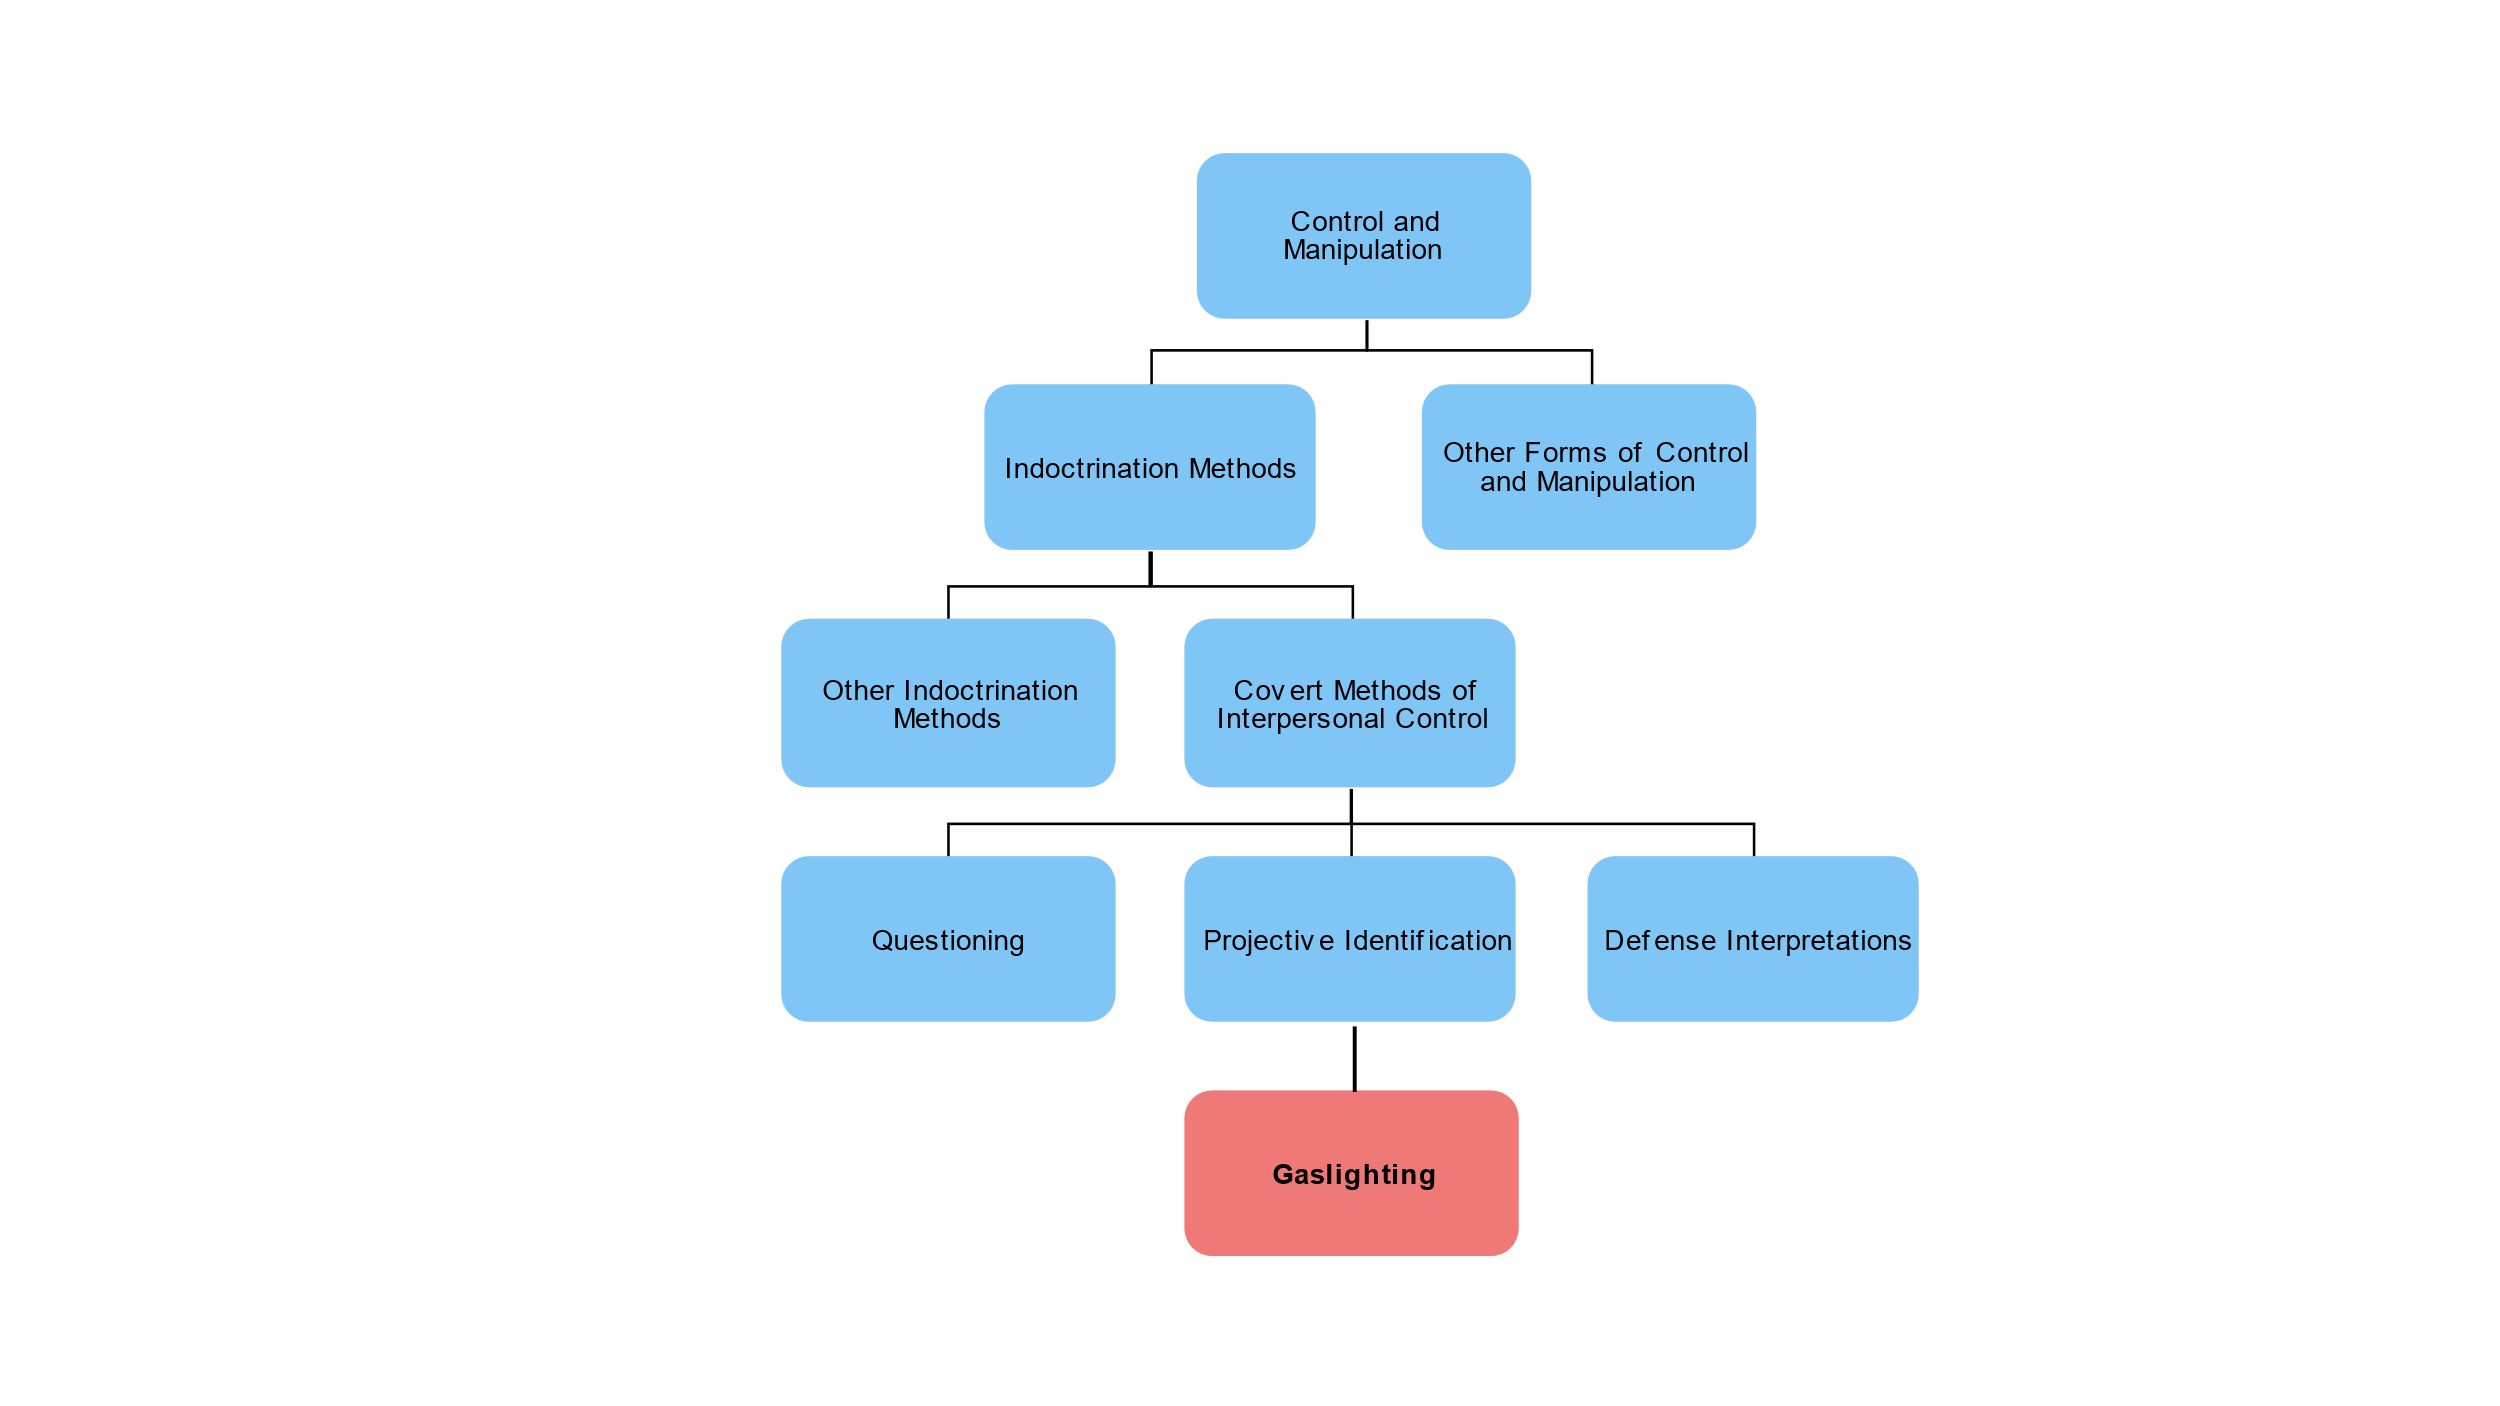 Control and
Manipulation
Indoctrination Methods
Other Forms of Control
and Manipulation
Other Indoctrination
Methods
Covert Methods of
Interpersonal Control
Questioning
Projective Identification
Defense Interpretations
Gaslighting